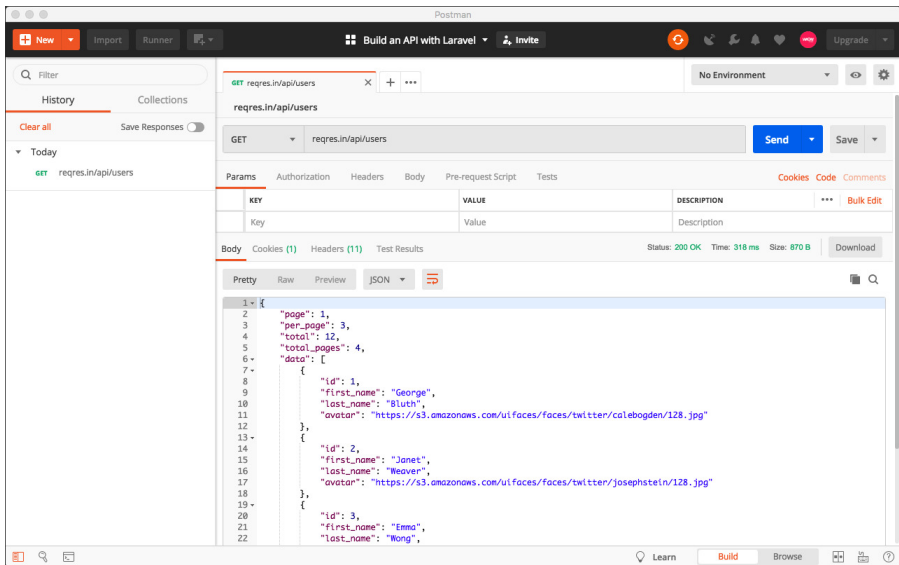 Postman
New Import Runner Build an API with Laravel Invite Upgrade
Filter
History Collections
Clear all Save Responses
Today
GET reqres.in/api/users
GET reqres.in/api/users
No Environment
reqres.in/api/users
GET reqres.in/api/users Send Save
Params Authorization Headers Body Pre-request Script Tests Cookies Code Comments
KEY VALUE DESCRIPTION Bulk Edit
Key Value Description
Body Cookies (1) Headers (11) Test Results Status: 200 OK Time: 318 ms Size: 870 B Download
Pretty Raw Preview JSON
1 {
2 "page": 1,
3 "per_page": 3,
4 "total": 12,
5 "total_pages": 4,
6 "data": [
7 {
8 "id": 1,
9 "first_name": "George",
10 "last_name": "Bluth",
11 "avatar": "https://s3.amazonaws.com/uifaces/faces/twitter/calebogden/128.jpg"
12 },
13 {
14 "id": 2,
15 "first_name": "Janet",
16 "last_name": "Weaver",
17 "avatar": "https://s3.amazonaws.com/uifaces/faces/twitter/josephstein/128.jpg"
18 },
19 {
20 "id": 3,
21 "first_name": "Emma",
22 "last_name": "Wong",
Learn Build Browse